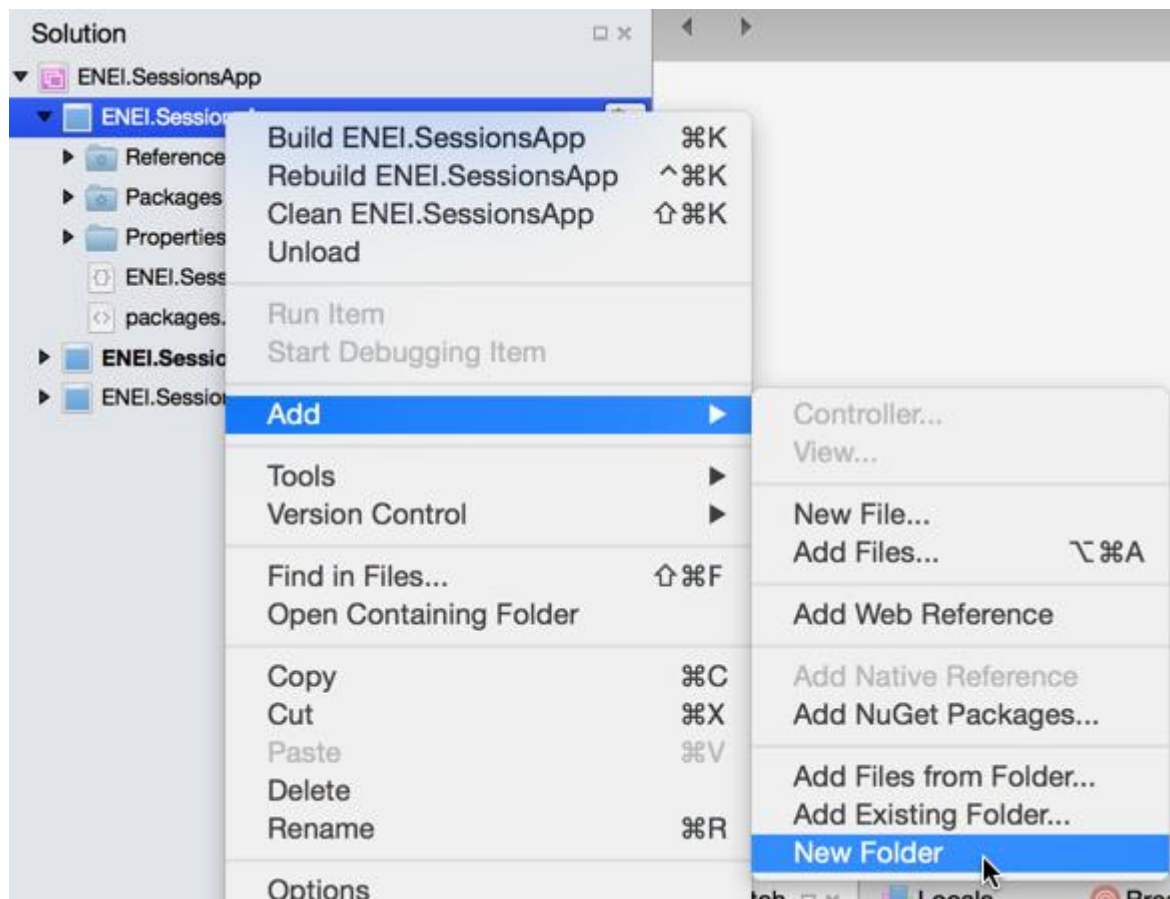 Solution
ENEI.SessionsApp
ENEI.Session
Reference
Packages
Properties
ENEI.Sess
packages.
ENEI.Sessio
ENEI.Session
Build ENEI.SessionsApp ⌘K
Rebuild ENEI.SessionsApp ^⌘K
Clean ENEI.SessionsApp ⇧⌘K
Unload
Run Item
Start Debugging Item
Add
Tools
Version Control
Find in Files... ⇧⌘F
Open Containing Folder
Copy ⌘C
Cut ⌘X
Paste ⌘V
Delete
Rename ⌘R
Options
Controller...
View...
New File...
Add Files... ⌥⌘A
Add Web Reference
Add Native Reference
Add NuGet Packages...
Add Files from Folder...
Add Existing Folder...
New Folder
Locals